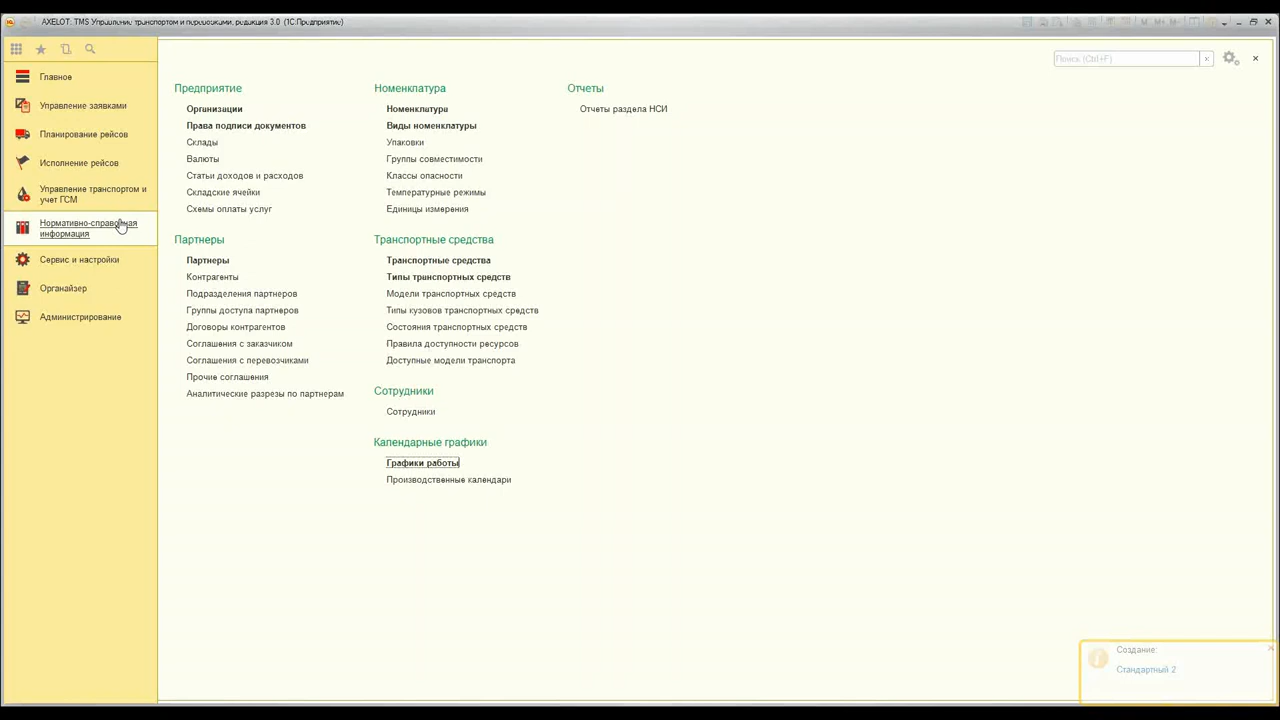 AXELOT: TMS Управление транспортом и перевозками, редакция 3.0 (1С:Предприятие)
Главное
Управление заявками
Планирование рейсов
Исполнение рейсов
Управление транспортом и
учет ГСМ
Нормативно-справочная
информация
Сервис и настройки
Органайзер
Администрирование
Поиск (Ctrl+F)
Предприятие
Организации
Права подписи документов
Склады
Валюты
Статьи доходов и расходов
Складские ячейки
Схемы оплаты услуг
Партнеры
Партнеры
Контрагенты
Подразделения партнеров
Группы доступа партнеров
Договоры контрагентов
Соглашения с заказчиком
Соглашения с перевозчиками
Прочие соглашения
Аналитические разрезы по партнерам
Номенклатура
Номенклатура
Виды номенклатуры
Упаковки
Группы совместимости
Классы опасности
Температурные режимы
Единицы измерения
Транспортные средства
Транспортные средства
Типы транспортных средств
Модели транспортных средств
Типы кузовов транспортных средств
Состояния транспортных средств
Правила доступности ресурсов
Доступные модели транспорта
Сотрудники
Сотрудники
Календарные графики
Графики работы
Производственные календари
Отчеты
Отчеты раздела НСИ
Создание:
Стандартный 2